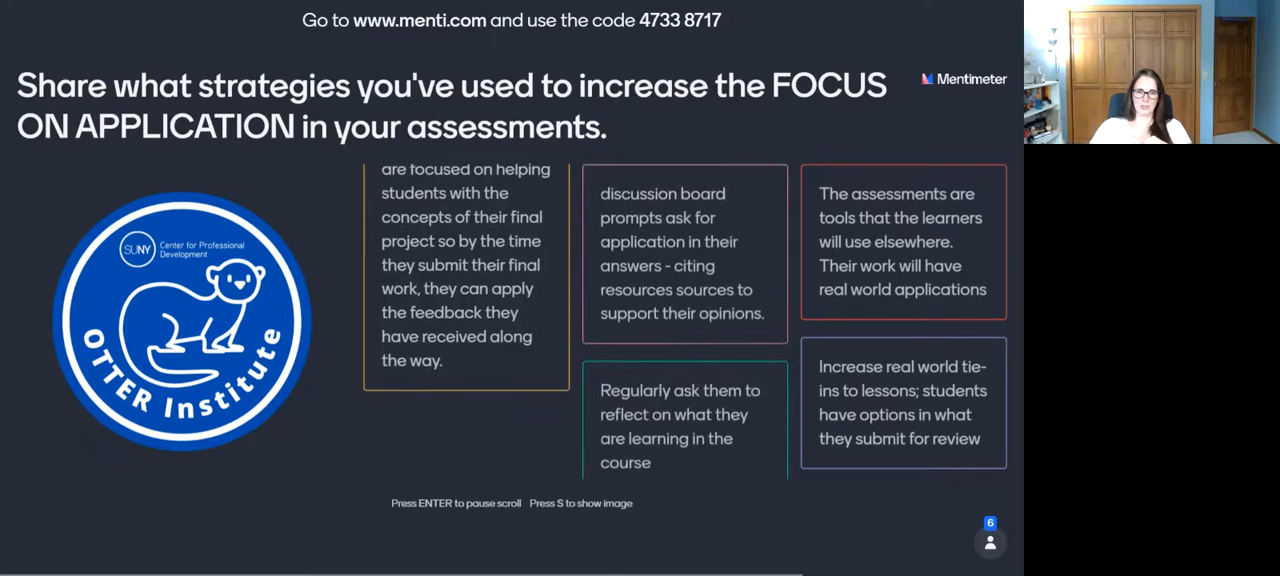 Go to www.menti.com and use the code 4733 8717
Share what strategies you've used to increase the FOCUS
ON APPLICATION in your assessments.
Mentimeter
SUNY
Center for Professional
Development
OTTER Institute
are focused on helping
students with the
concepts of their final
project so by the time
they submit their final
work, they can apply
the feedback they
have received along
the way.
discussion board
prompts ask for
application in their
answers - citing
resources sources to
support their opinions.
Regularly ask them to
reflect on what they
are learning in the
course
The assessments are
tools that the learners
will use elsewhere.
Their work will have
real world applications
Increase real world tie-
ins to lessons; students
have options in what
they submit for review
Press ENTER to pause scroll Press S to show image
6